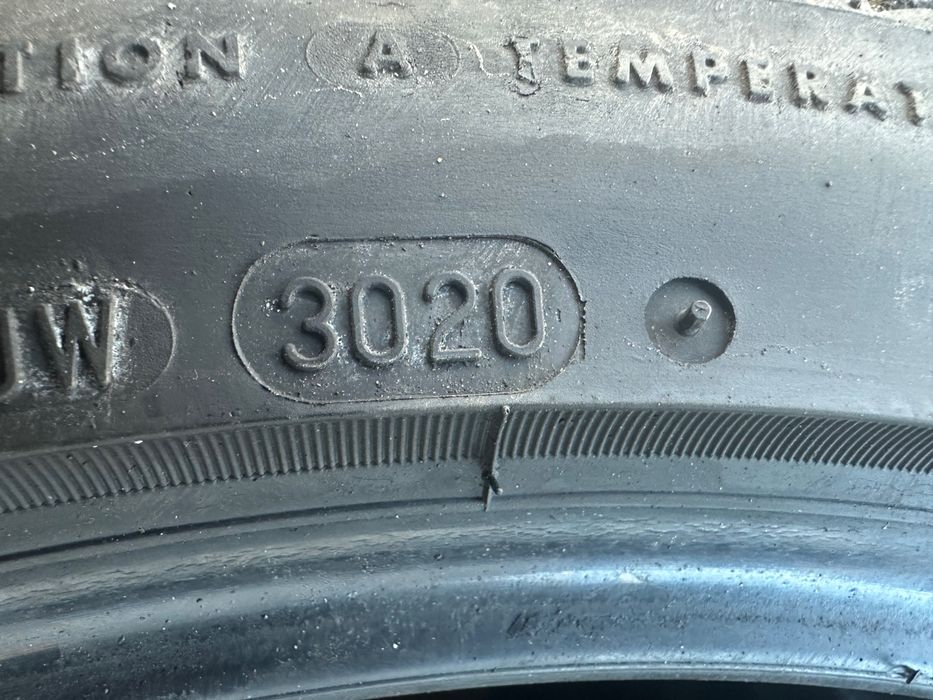 TION A TEMPERAT
UW 3020